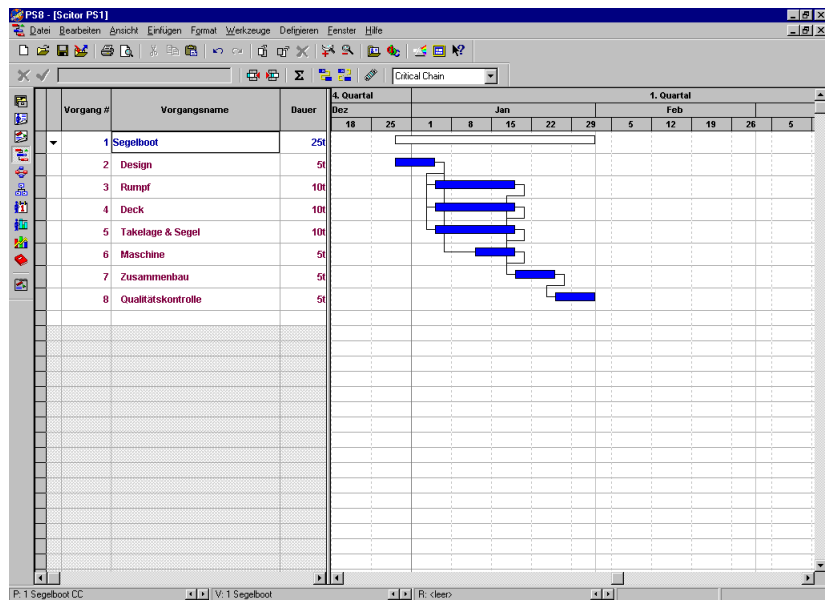 PS8 - [Scitor PS1]
Datei Bearbeiten Ansicht Einfügen Format Werkzeuge Definieren Fenster Hilfe
Critical Chain
Vorgang # Vorgangsname Dauer
4. Quartal 1. Quartal
Dez Jan Feb
18 25 1 8 15 22 29 5 12 19 26 5
1 Segelboot 25t
2 Design 5t
3 Rumpf 10t
4 Deck 10t
5 Takelage & Segel 10t
6 Maschine 5t
7 Zusammenbau 5t
8 Qualitätskontrolle 5t
P: 1 Segelboot CC V: 1 Segelboot R: <leer>